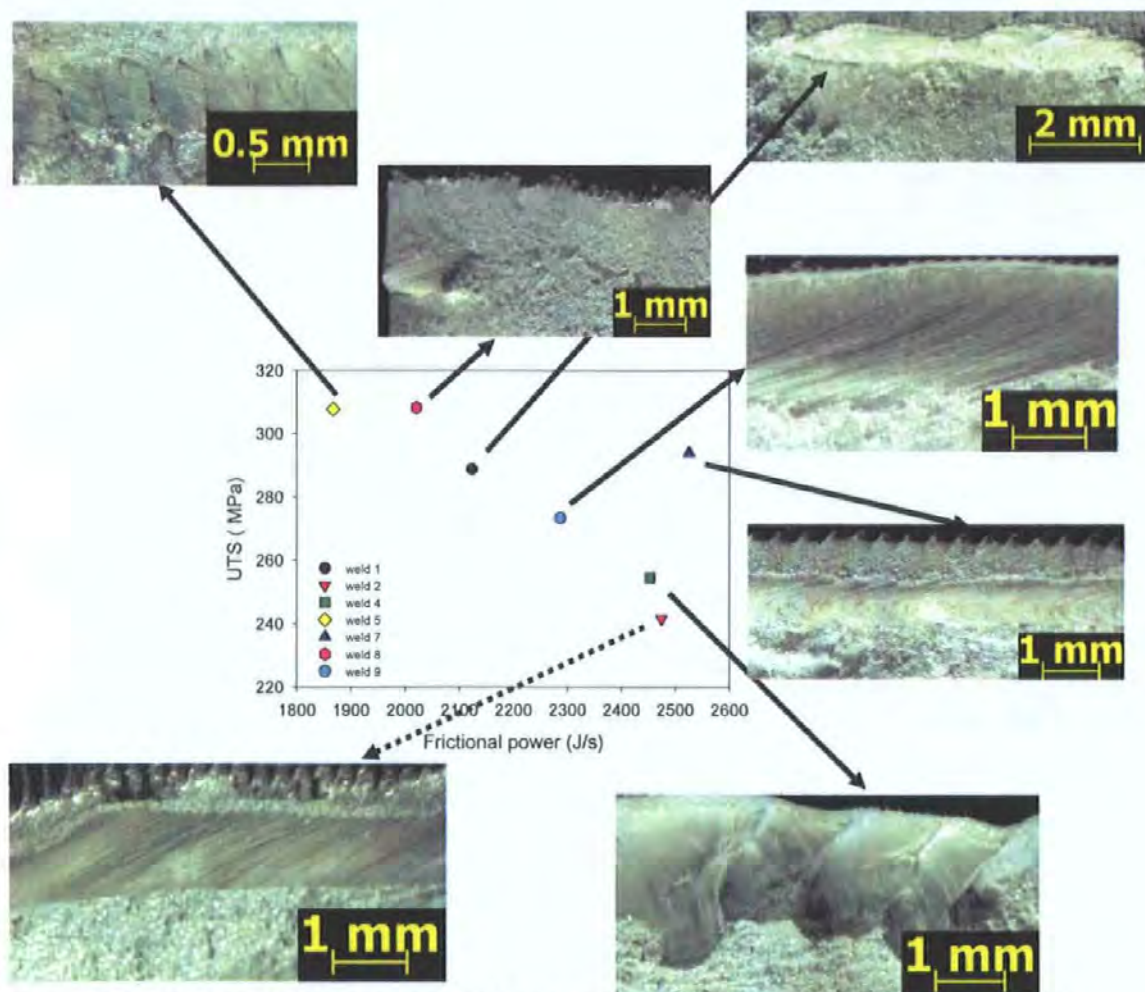 0.5 mm
2 mm
1 mm
1 mm
320
300
280
260
240
220
UTS ( MPa)
weld 1
weld 2
weld 4
weld 5
weld 7
weld 8
weld 9
1800 1900 2000 2100 2200 2300 2400 2500 2600
Frictional power (J/s)
1 mm
1 mm
1 mm